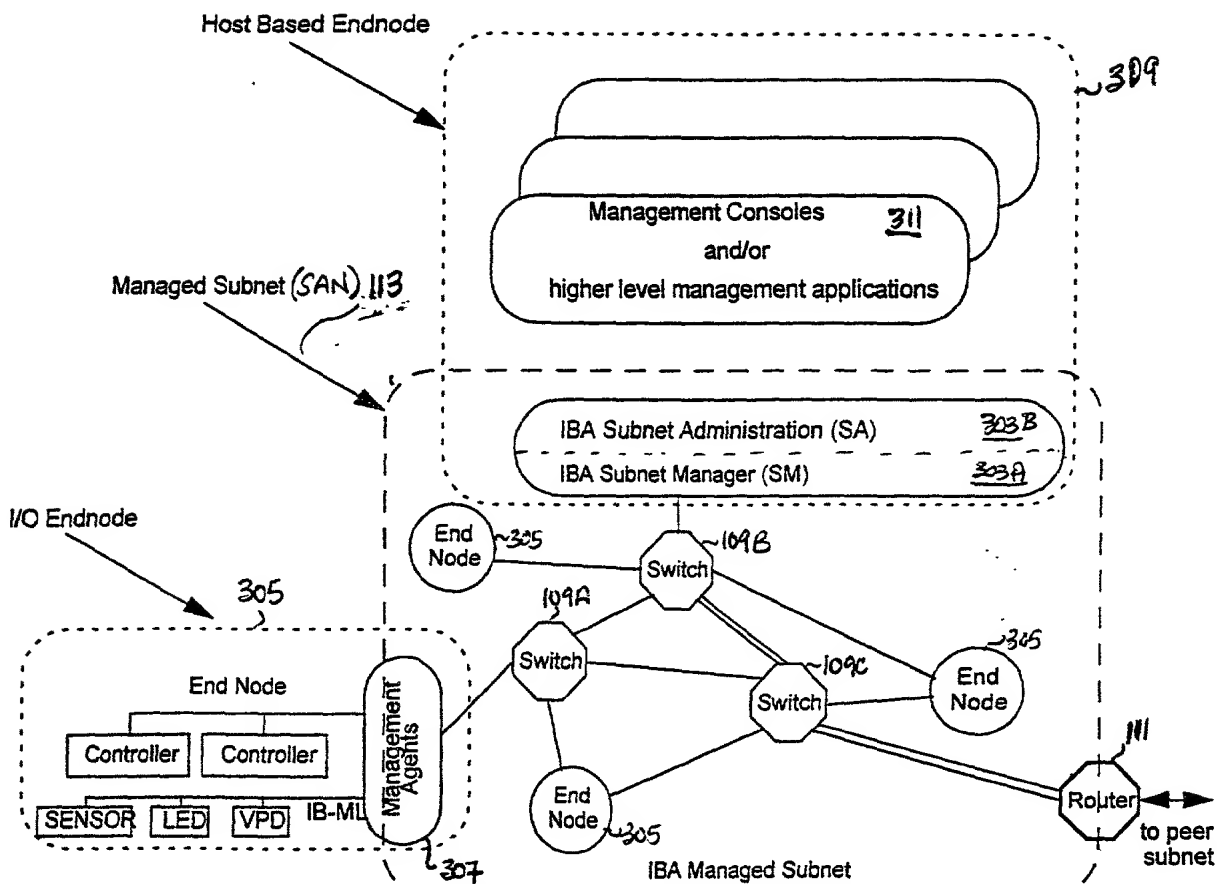 Host Based Endnode
309
Management Consoles 311
and/or
higher level management applications
Managed Subnet (SAN) 113
IBA Subnet Administration (SA) 303B
IBA Subnet Manager (SM) 303A
I/O Endnode
305
End
Node
305
Switch
109B
109A
Switch
109C
Switch
305
End
Node
End Node
Controller
Controller
SENSOR
LED
VPD
IB-ML
Management
Agents
307
End
Node
305
111
Router
to peer
subnet
IBA Managed Subnet